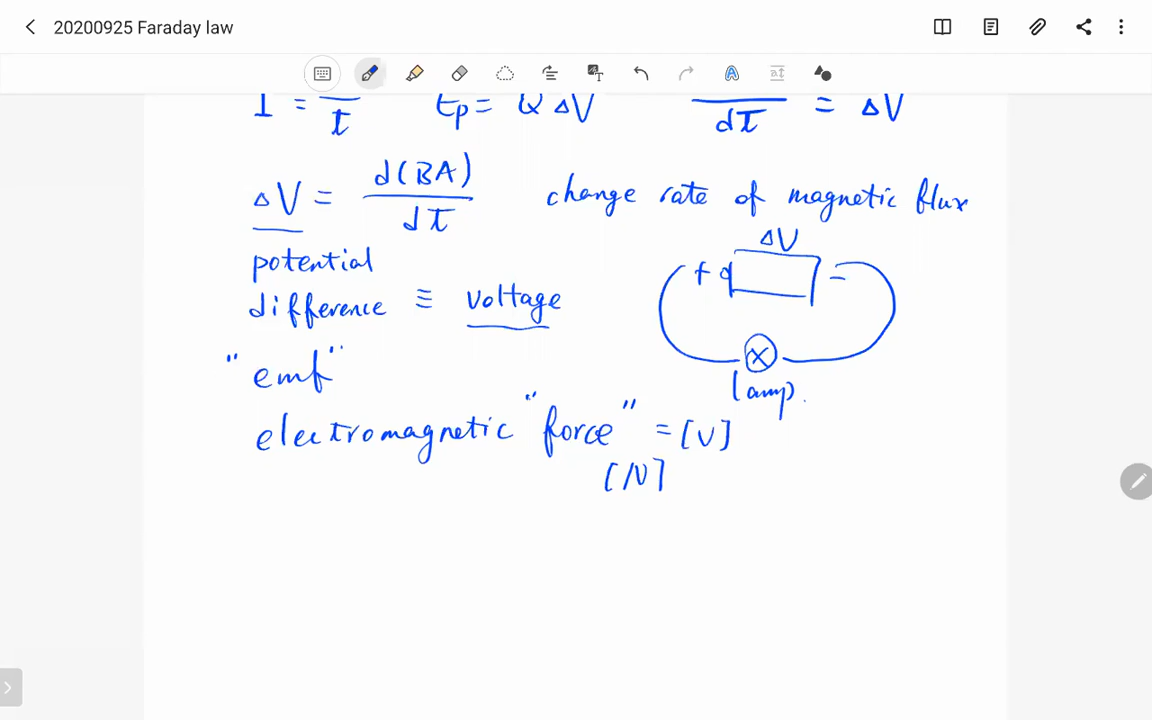 20200925 Faraday law
I = / t Ep = Q ΔV / dt = ΔV
ΔV = d(BA) / dt change rate of magnetic flux
potential
difference ≡ voltage
ΔV
+ -
"emf"
lamp.
electromagnetic "force" = [V]
[N]